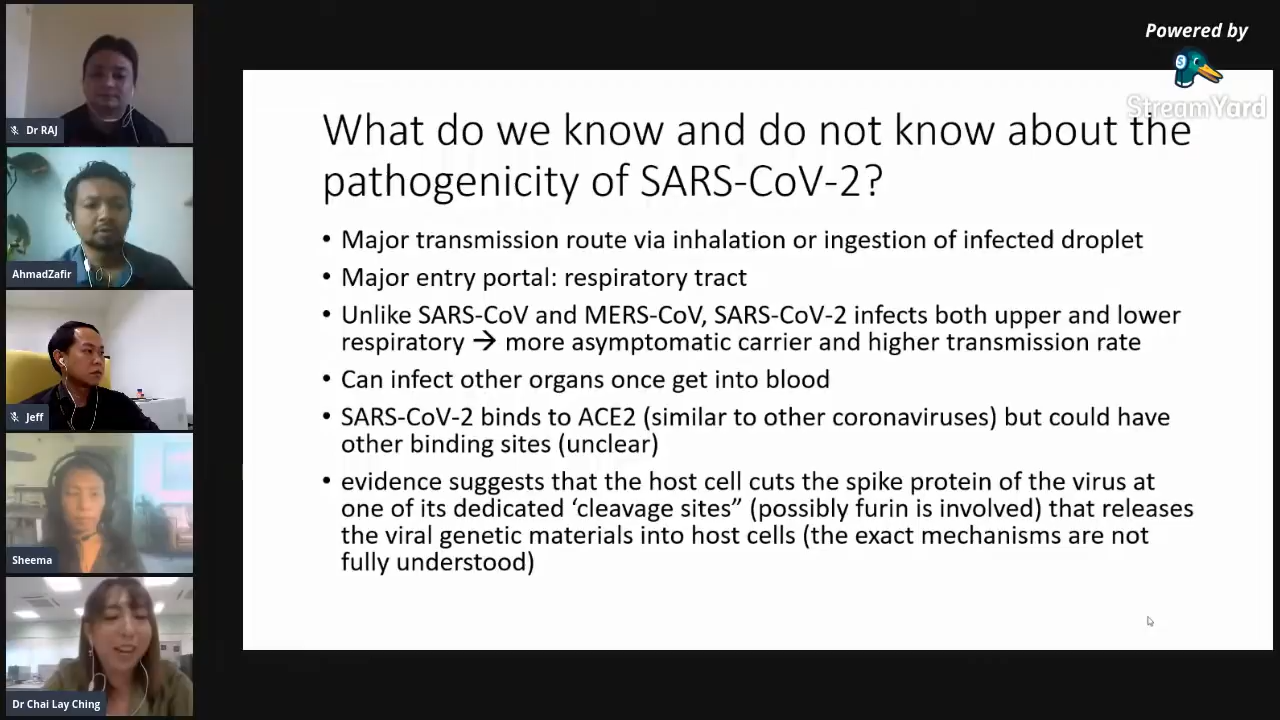 Powered by
StreamYard
Dr RAJ
AhmadZafir
Jeff
Sheema
Dr Chai Lay Ching
What do we know and do not know about the
pathogenicity of SARS-CoV-2?
• Major transmission route via inhalation or ingestion of infected droplet
• Major entry portal: respiratory tract
• Unlike SARS-CoV and MERS-CoV, SARS-CoV-2 infects both upper and lower
respiratory → more asymptomatic carrier and higher transmission rate
• Can infect other organs once get into blood
• SARS-CoV-2 binds to ACE2 (similar to other coronaviruses) but could have
other binding sites (unclear)
• evidence suggests that the host cell cuts the spike protein of the virus at
one of its dedicated ‘cleavage sites” (possibly furin is involved) that releases
the viral genetic materials into host cells (the exact mechanisms are not
fully understood)